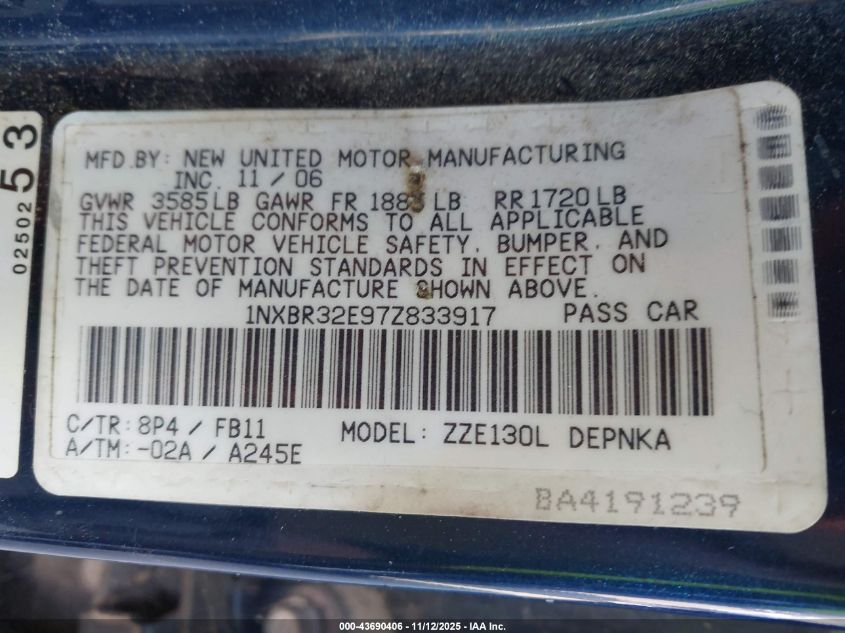 53
02502
MFD.BY: NEW UNITED MOTOR MANUFACTURING
INC. 11 / 06
GVWR 3585LB GAWR FR 1883LB RR1720LB
THIS VEHICLE CONFORMS TO ALL APPLICABLE
FEDERAL MOTOR VEHICLE SAFETY, BUMPER, AND
THEFT PREVENTION STANDARDS IN EFFECT ON
THE DATE OF MANUFACTURE SHOWN ABOVE.
1NXBR32E97Z833917 PASS CAR
C/TR: 8P4 / FB11 MODEL: ZZE130L DEPNKA
A/TM: -02A / A245E
BA4191239
000-43690406 - 11/12/2025 - IAA, Inc.